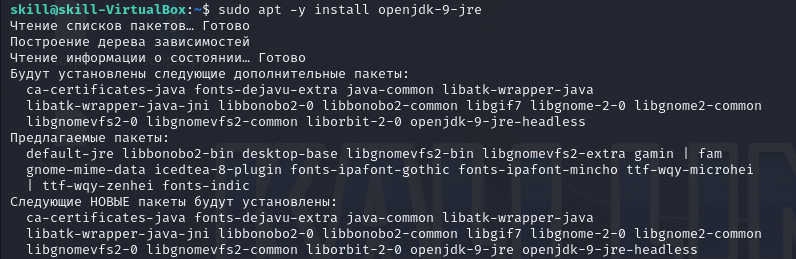 skill@skill-VirtualBox:~$ sudo apt -y install openjdk-9-jre
Чтение списков пакетов… Готово
Построение дерева зависимостей
Чтение информации о состоянии… Готово
Будут установлены следующие дополнительные пакеты:
  ca-certificates-java fonts-dejavu-extra java-common libatk-wrapper-java
  libatk-wrapper-java-jni libbonobo2-0 libbonobo2-common libgif7 libgnome-2-0 libgnome2-common
  libgnomevfs2-0 libgnomevfs2-common liborbit-2-0 openjdk-9-jre-headless
Предлагаемые пакеты:
  default-jre libbonobo2-bin desktop-base libgnomevfs2-bin libgnomevfs2-extra gamin | fam
  gnome-mime-data icedtea-8-plugin fonts-ipafont-gothic fonts-ipafont-mincho ttf-wqy-microhei
  | ttf-wqy-zenhei fonts-indic
Следующие НОВЫЕ пакеты будут установлены:
  ca-certificates-java fonts-dejavu-extra java-common libatk-wrapper-java
  libatk-wrapper-java-jni libbonobo2-0 libbonobo2-common libgif7 libgnome-2-0 libgnome2-common
  libgnomevfs2-0 libgnomevfs2-common liborbit-2-0 openjdk-9-jre openjdk-9-jre-headless